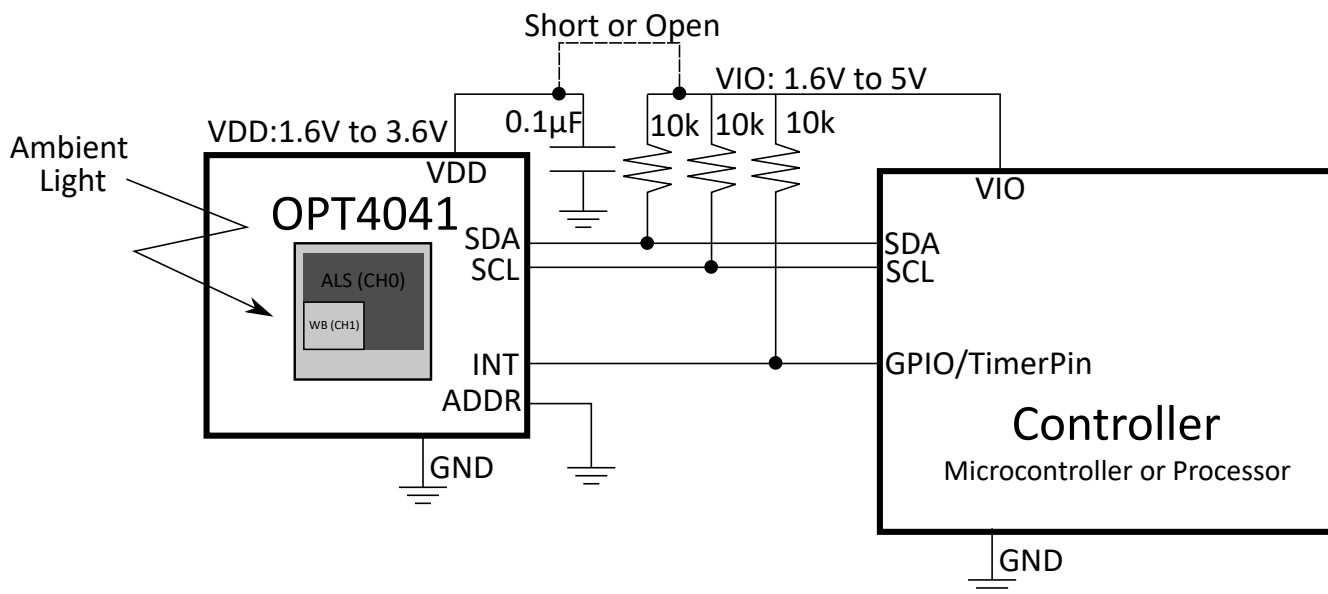 Short or Open
VIO: 1.6V to 5V
0.1µF
10k
10k
10k
VDD:1.6V to 3.6V
Ambient
Light
VDD
VIO
OPT4041
SDA
SCL
SDA
SCL
ALS (CH0)
WB (CH1)
INT
ADDR
GPIO/TimerPin
Controller
Microcontroller or Processor
GND
GND